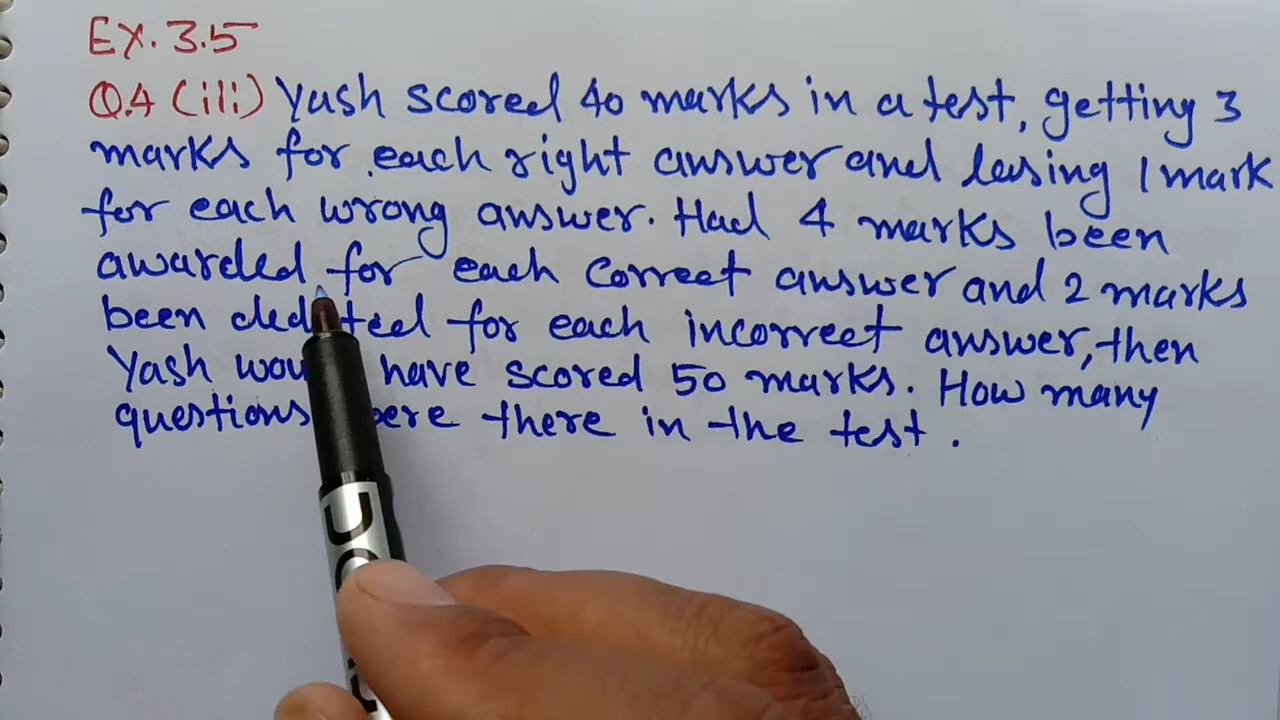 Ex. 3.5
Q.4 (iii) Yash scored 40 marks in a test, getting 3
marks for each right answer and losing 1 mark
for each wrong answer. Had 4 marks been
awarded for each correct answer and 2 marks
been for each incorrect answer, then
Yash have scored 50 marks. How many
questions there in the test.